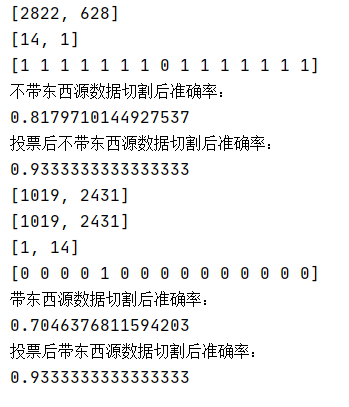 [2822, 628]
[14, 1]
[1 1 1 1 1 1 1 0 1 1 1 1 1 1 1]
不带东西源数据切割后准确率：
0.8179710144927537
投票后不带东西源数据切割后准确率：
0.9333333333333333
[1019, 2431]
[1019, 2431]
[1, 14]
[0 0 0 0 1 0 0 0 0 0 0 0 0 0 0]
带东西源数据切割后准确率：
0.7046376811594203
投票后带东西源数据切割后准确率：
0.9333333333333333